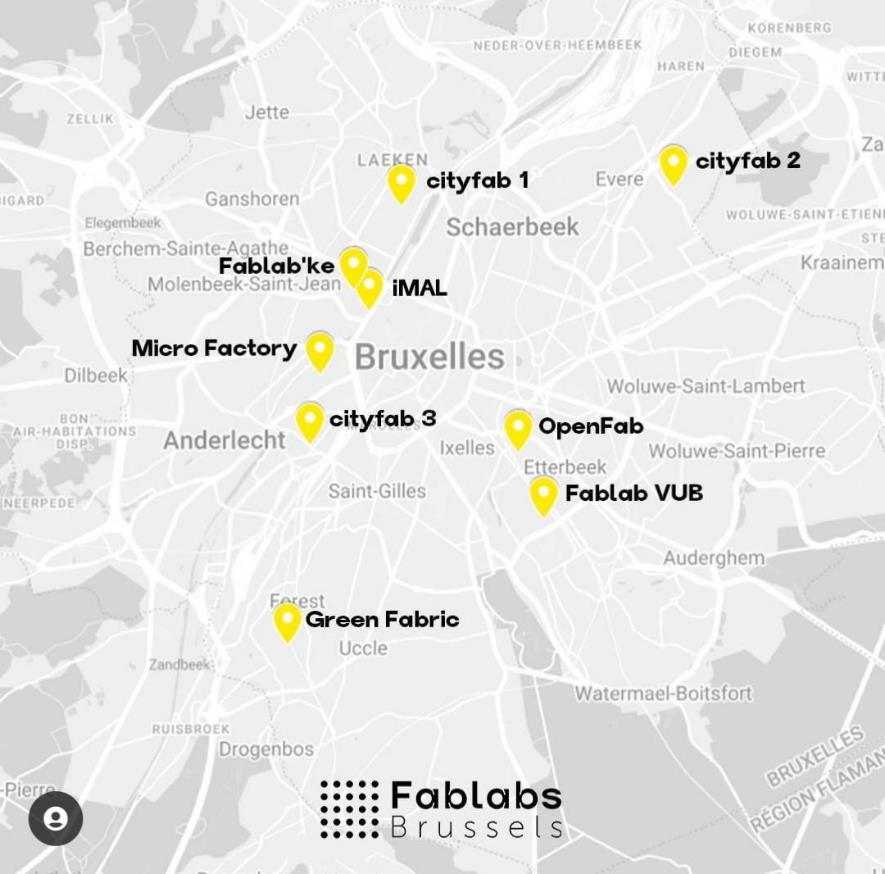 KORENBERG
NEDER-OVER-HEEMBEEK
DIEGEM
HAREN
WITT
Jette
ZELLIK
Za
LAEKEN
cityfab 2
cityfab 1
Evere
Ganshoren
BIGARD
WOLUWE-SAINT-ETIEN
Elegembeek
Schaerbeek
STE
Berchem-Sainte-Agathe
Kraainem
Fablab'ke
Molenbeek-Saint-Jean
iMAL
Micro Factory
Bruxelles
Dilbeek
Woluwe-Saint-Lambert
BON
AIR-HABITATIONS
DISP.
cityfab 3
OpenFab
Anderlecht
Ixelles
Woluwe-Saint-Pierre
Etterbeek
Saint-Gilles
Fablab VUB
NEERPEDE
Auderghem
Forest
Green Fabric
Uccle
Zandbeek
Watermael-Boitsfort
RUISBROEK
Drogenbos
BRUXELLES
RÉGION FLAMAN
-Pierre
Fablabs
Brussels